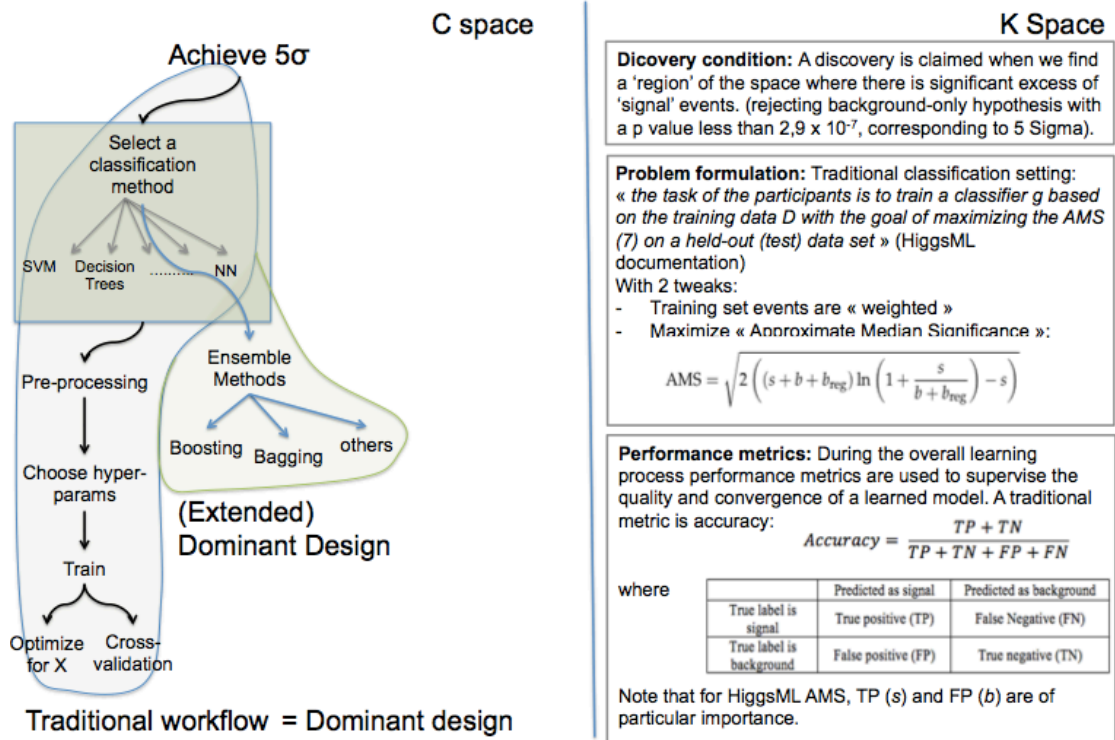 C space
Achieve 5σ
Select a
classification
method
SVM
Decision
Trees
..........
NN
Ensemble
Methods
Boosting
Bagging
others
(Extended)
Dominant Design
Pre-processing
Choose hyper-
params
Train
Optimize
for X
Cross-
validation
Traditional workflow = Dominant design
K Space
Dicovery condition: A discovery is claimed when we find
a ‘region’ of the space where there is significant excess of
‘signal’ events. (rejecting background-only hypothesis with
a p value less than 2,9 x 10⁻⁷, corresponding to 5 Sigma).
Problem formulation: Traditional classification setting:
« the task of the participants is to train a classifier g based
on the training data D with the goal of maximizing the AMS
(7) on a held-out (test) data set » (HiggsML
documentation)
With 2 tweaks:
- Training set events are « weighted »
- Maximize « Approximate Median Significance »:
AMS = √(2((s + b + b_reg) ln(1 + s/(b + b_reg)) − s))
Performance metrics: During the overall learning
process performance metrics are used to supervise the
quality and convergence of a learned model. A traditional
metric is accuracy:
Accuracy = (TP + TN)/(TP + TN + FP + FN)
where
Predicted as signal Predicted as background
True label is signal True positive (TP) False Negative (FN)
True label is background False positive (FP) True negative (TN)
Note that for HiggsML AMS, TP (s) and FP (b) are of
particular importance.